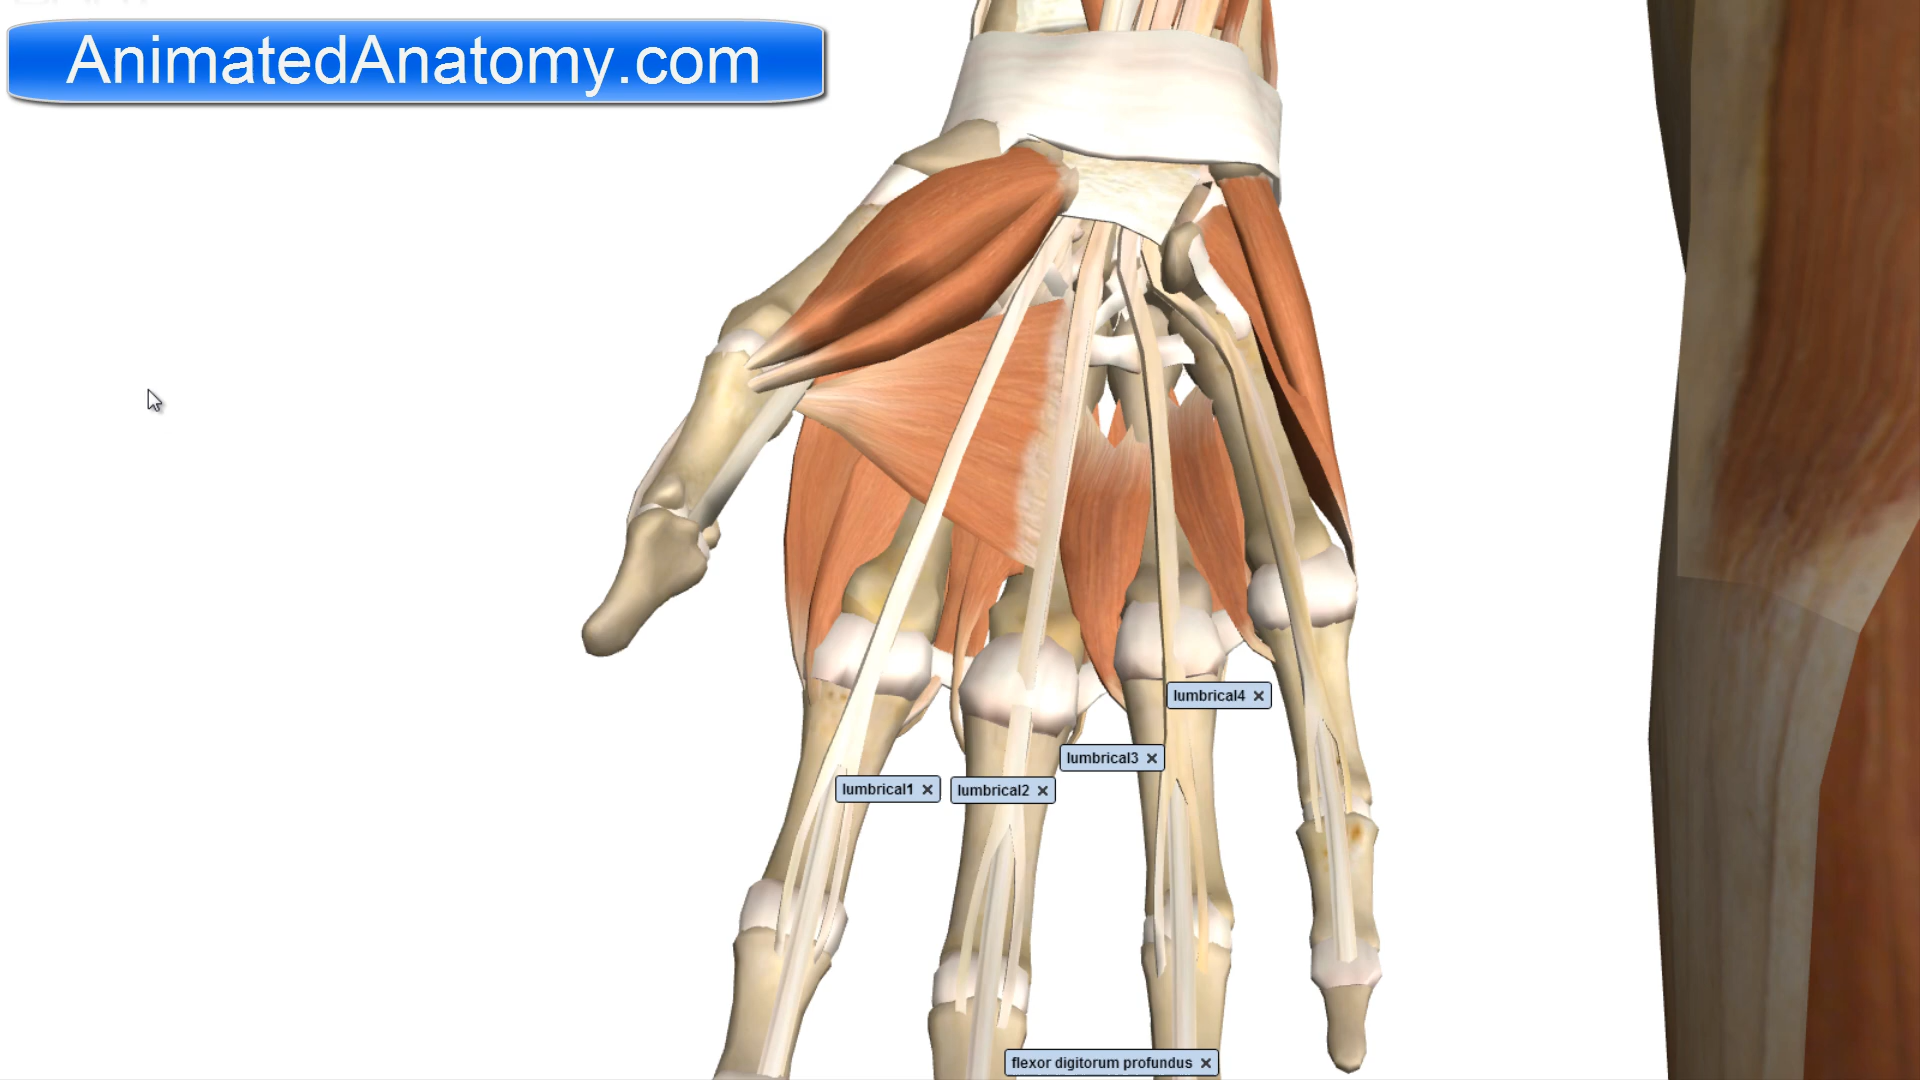 AnimatedAnatomy.com
lumbrical4
lumbrical3
lumbrical1
lumbrical2
flexor digitorum profundus